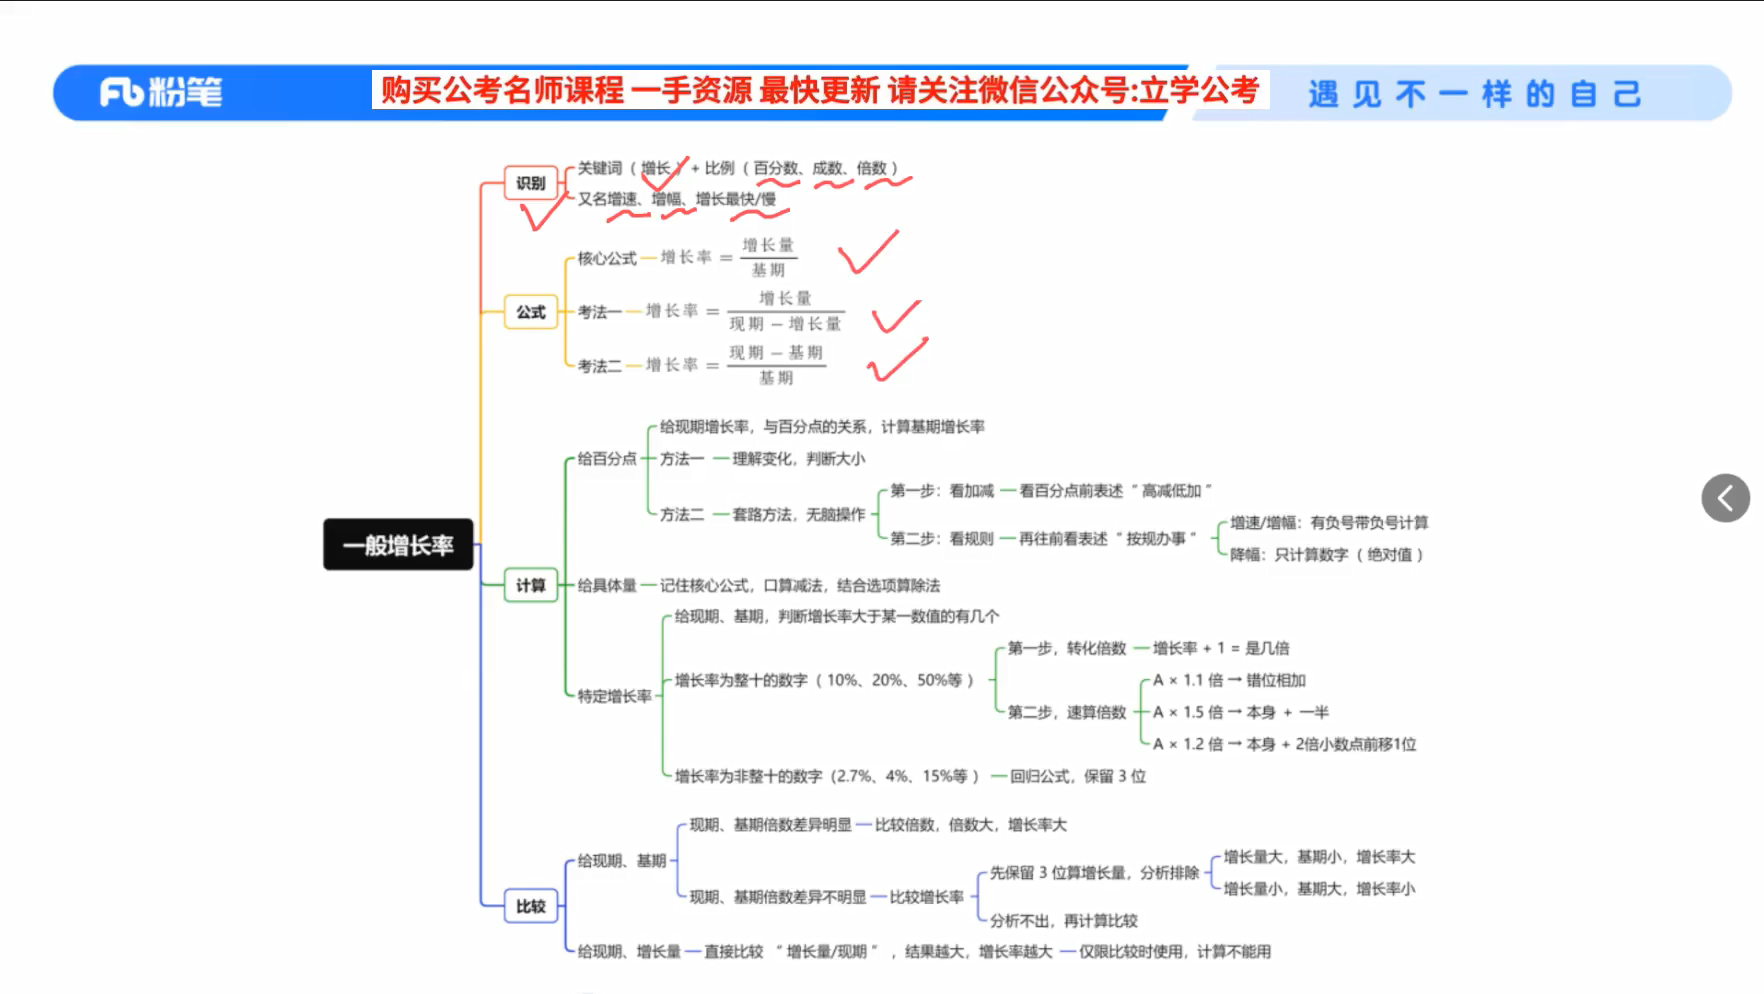 粉笔
购买公考名师课程 一手资源 最快更新 请关注微信公众号:立学公考
遇见不一样的自己
一般增长率
识别
关键词（增长）+ 比例（百分数、成数、倍数）
又名增速、增幅、增长最快/慢
公式
核心公式
增长率 = 增长量 / 基期
考法一
增长率 = 增长量 / 现期 − 增长量
考法二
增长率 = 现期 − 基期 / 基期
计算
给百分点
给现期增长率，与百分点的关系，计算基期增长率
方法一
理解变化，判断大小
方法二
套路方法，无脑操作
第一步：看加减
看百分点前表述 “ 高减低加 ”
第二步：看规则
再往前看表述 “ 按规办事 ”
增速/增幅：有负号带负号计算
降幅：只计算数字（绝对值）
给具体量
记住核心公式，口算减法，结合选项算除法
特定增长率
给现期、基期，判断增长率大于某一数值的有几个
增长率为整十的数字（10%、20%、50%等）
第一步，转化倍数
增长率 + 1 = 是几倍
第二步，速算倍数
A × 1.1 倍 → 错位相加
A × 1.5 倍 → 本身 + 一半
A × 1.2 倍 → 本身 + 2倍小数点前移1位
增长率为非整十的数字（2.7%、4%、15%等）
回归公式，保留 3 位
比较
给现期、基期
现期、基期倍数差异明显
比较倍数，倍数大，增长率大
现期、基期倍数差异不明显
比较增长率
先保留 3 位算增长量，分析排除
增长量大，基期小，增长率大
增长量小，基期大，增长率小
分析不出，再计算比较
给现期、增长量
直接比较 “ 增长量/现期 ” ，结果越大，增长率越大
仅限比较时使用，计算不能用